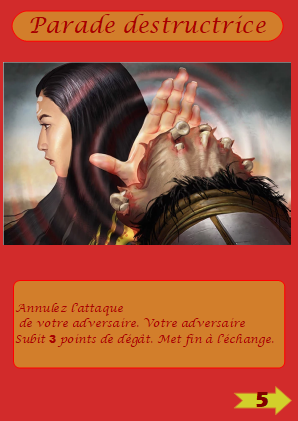 Parade destructrice
Annulez l'attaque
de votre adversaire. Votre adversaire
Subit 3 points de dégât. Met fin à l'échange.
5